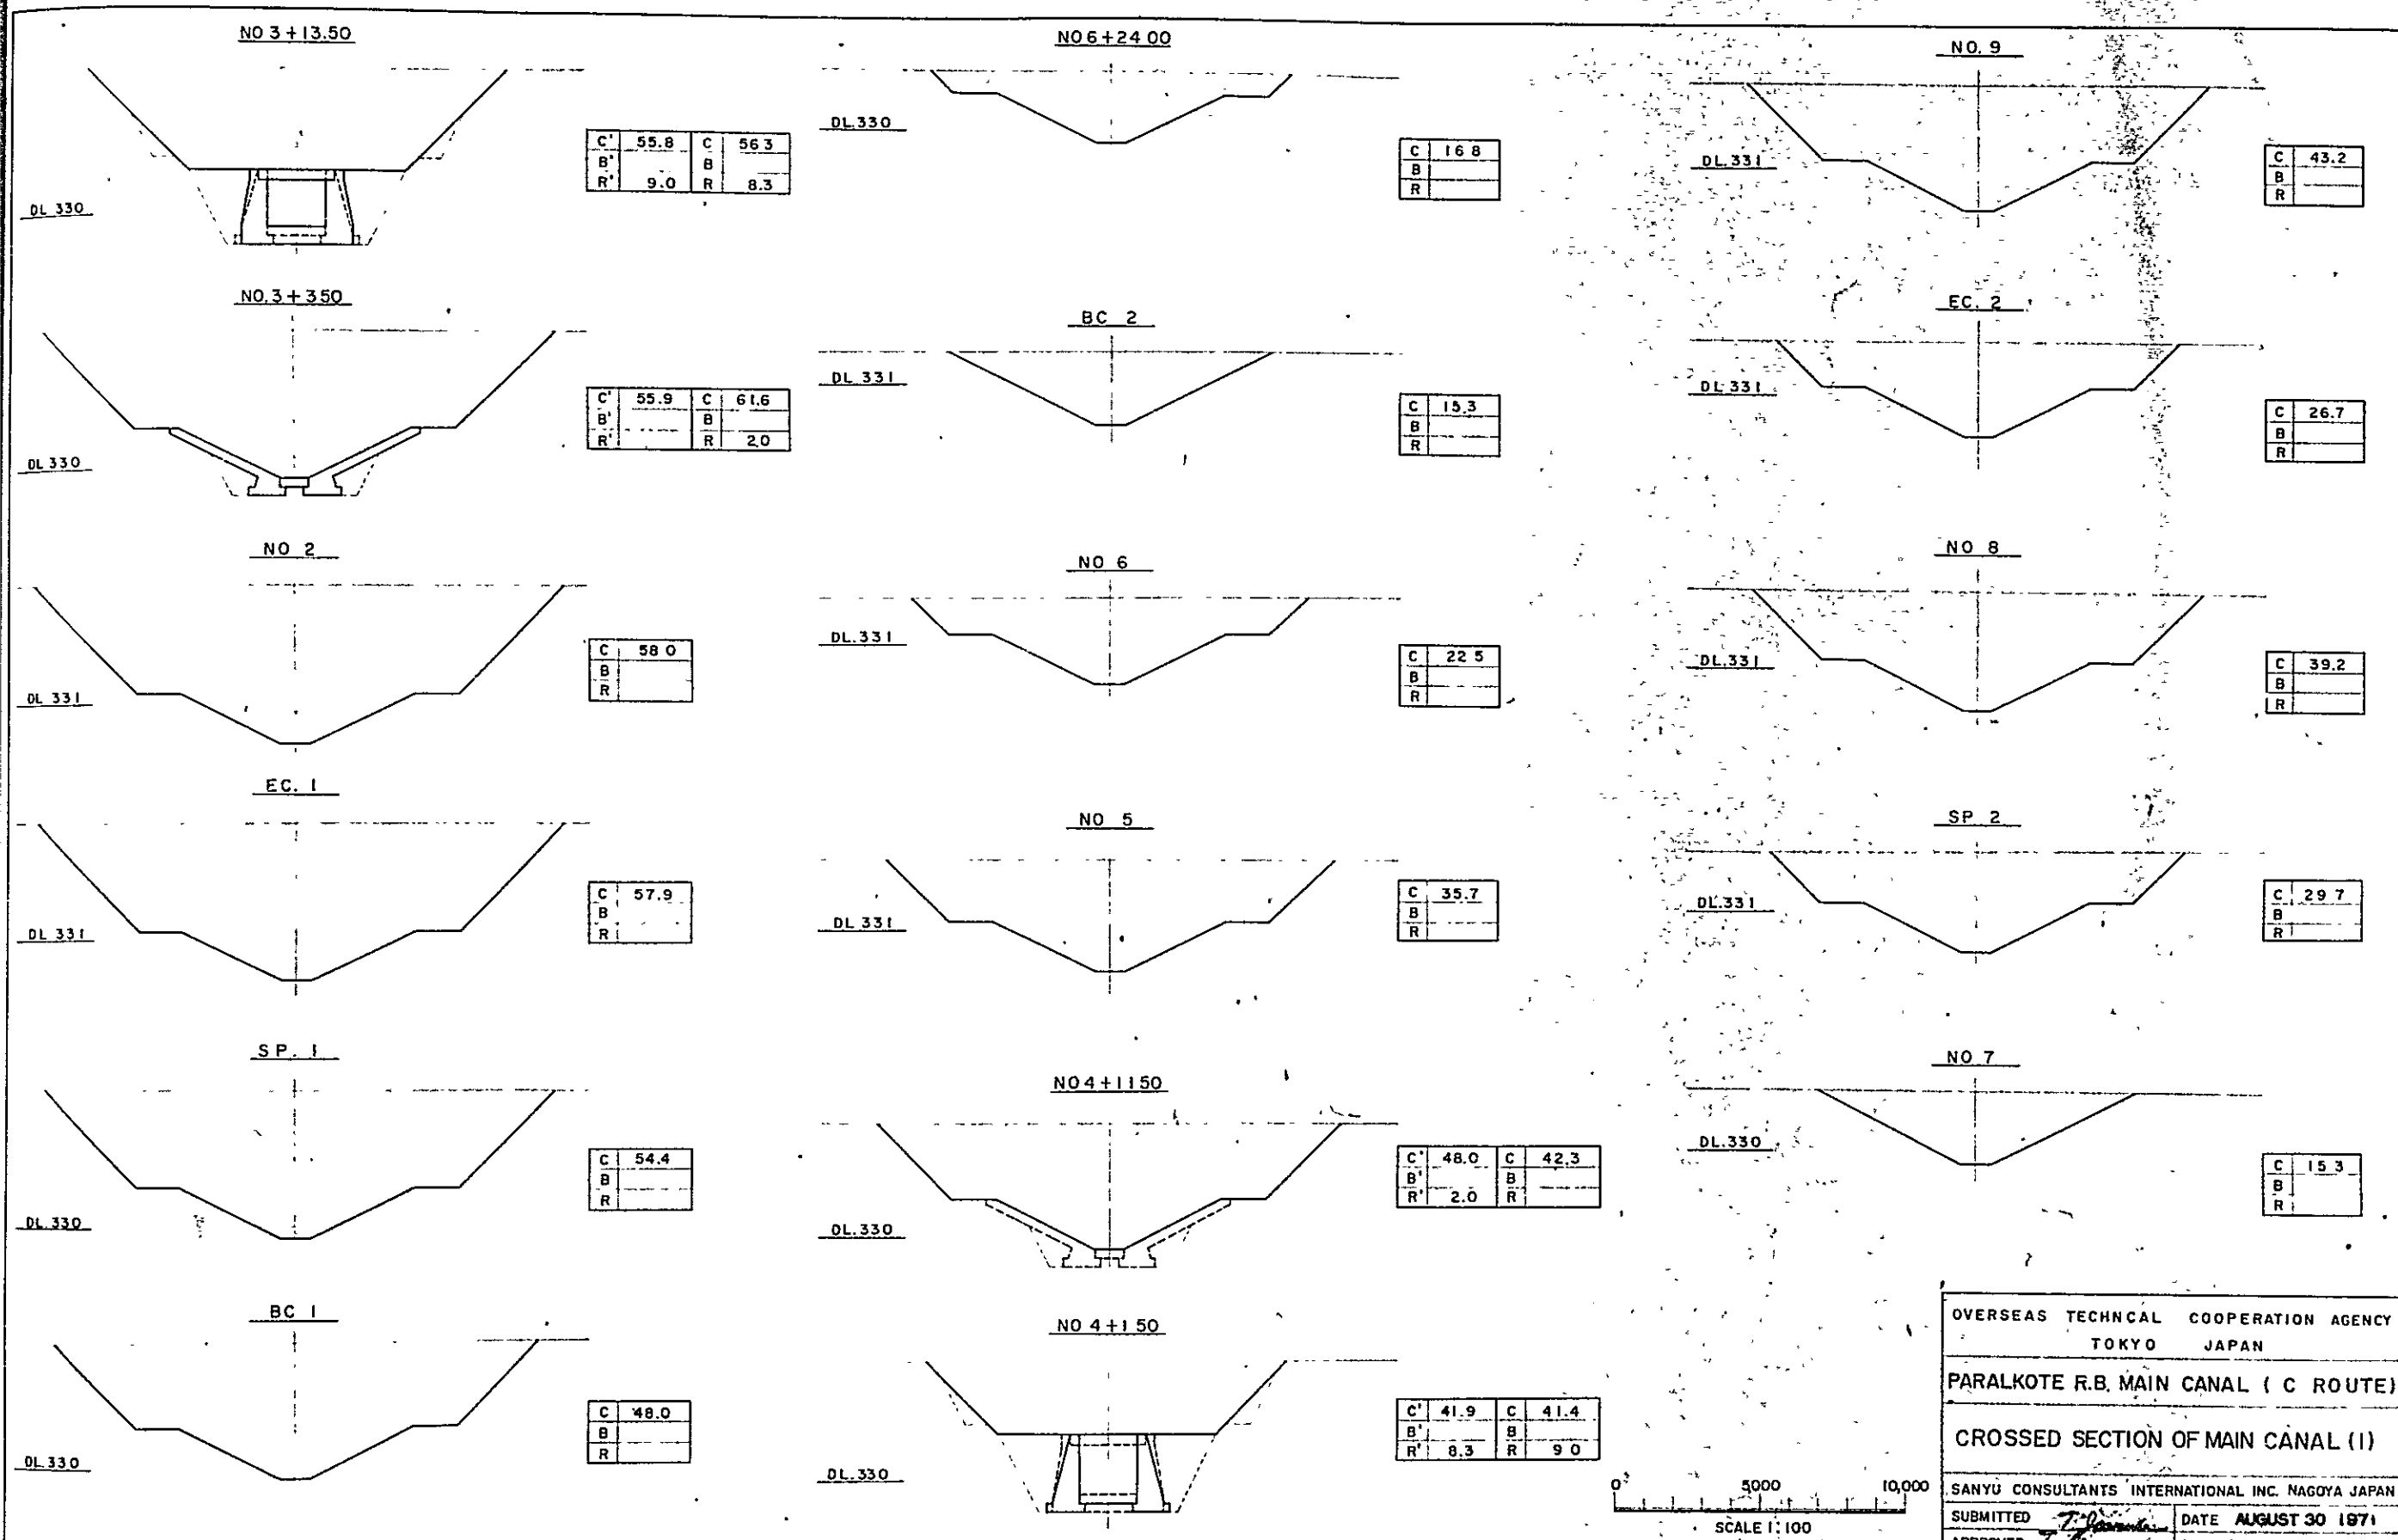 NO 3+13.50
DL 330
C' 55.8 C 56 3
B' B
R' 9.0 R 8.3
NO.3+350
DL 330
C' 55.9 C 61.6
B' B
R' R 2.0
NO 2
DL 331
C 58 0
B
R
EC. 1
DL 331
C 57.9
B
R
SP. 1
DL.330
C 54.4
B
R
BC 1
DL.330
C 48.0
B
R
NO 6+24 00
DL.330
C 16 8
B
R
BC 2
DL 331
C 15.3
B
R
NO 6
DL.331
C 22 5
B
R
NO 5
DL 331
C 35.7
B
R
NO 4+1150
DL.330
C' 48.0 C 42.3
B' B
R' 2.0 R
NO 4+1 50
DL.330
C' 41.9 C 41.4
B' B
R' 8.3 R 9 0
NO. 9
DL.331
C 43.2
B
R
EC. 2
DL 331
C 26.7
B
R
NO 8
DL.331
C 39.2
B
R
SP 2
DL.331
C 29 7
B
R
NO 7
DL.330
C 15 3
B
R
0 5000 10,000
SCALE 1:100
OVERSEAS TECHNCAL COOPERATION AGENCY
TOKYO JAPAN
PARALKOTE R.B. MAIN CANAL ( C ROUTE)
CROSSED SECTION OF MAIN CANAL (1)
SANYU CONSULTANTS INTERNATIONAL INC. NAGOYA JAPAN
SUBMITTED DATE AUGUST 30 1971